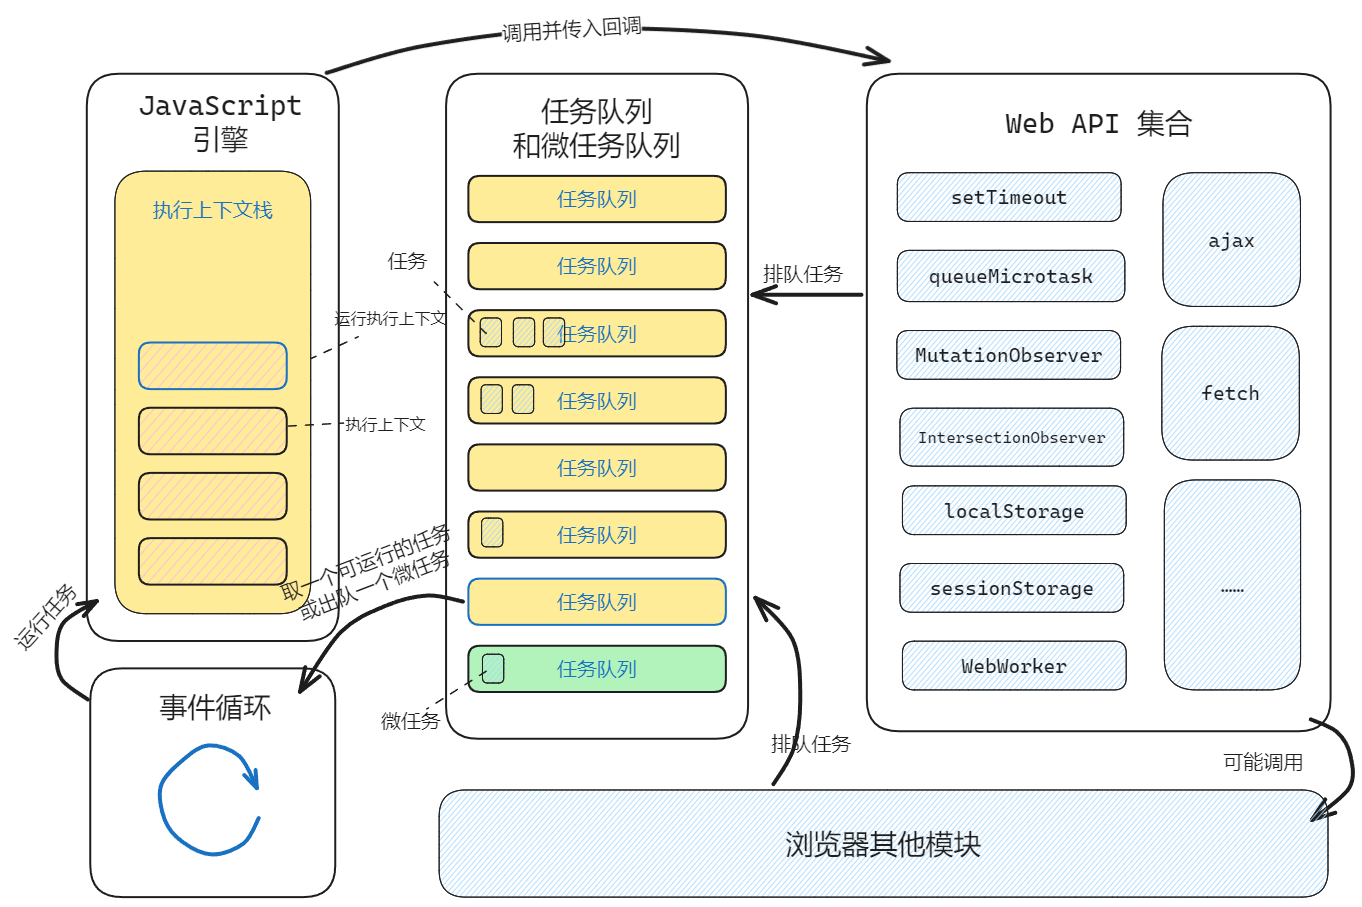 调用并传入回调
JavaScript
引擎
执行上下文栈
运行执行上下文
执行上下文
任务队列
和微任务队列
任务队列
任务队列
任务
任务队列
任务队列
任务队列
任务队列
任务队列
任务队列
微任务
排队任务
Web API 集合
setTimeout
queueMicrotask
MutationObserver
IntersectionObserver
localStorage
sessionStorage
WebWorker
ajax
fetch
……
取一个可运行的任务
或出队一个微任务
运行任务
事件循环
排队任务
可能调用
浏览器其他模块